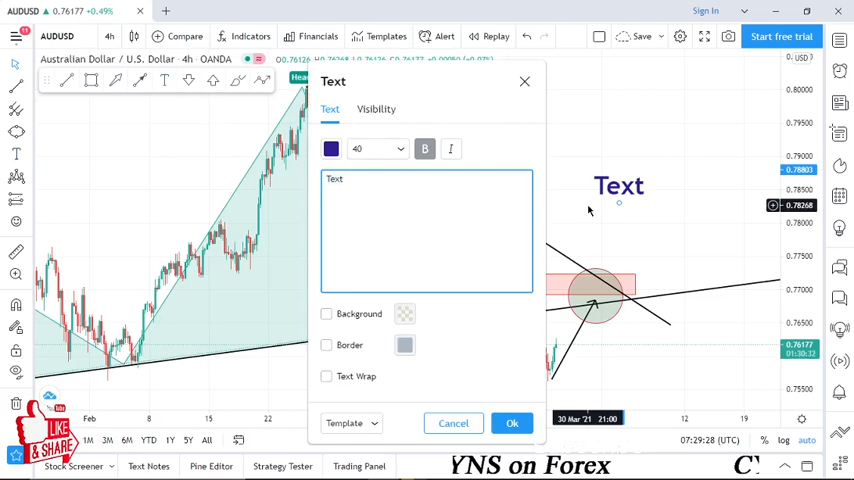 AUDUSD ▲ 0.76177 +0.49%
Sign In
11
AUDUSD
4h
Compare
Indicators
Financials
Templates
Alert
Replay
Save
Start free trial
Australian Dollar / U.S. Dollar • 4h • OANDA
USD
Head
0.80000
0.79500
0.79000
0.78803
0.78268
0.77500
0.77000
0.76500
0.76177
01:30:32
0.75500
Text
Text
Visibility
40
B
I
Text
Background
Border
Text Wrap
Template
Cancel
Ok
Text
Feb
8
15
22
30 Mar '21 21:00
12
19
LIKE
& SHARE
1M
3M
6M
YTD
1Y
5Y
All
07:29:28 (UTC)
%
log
auto
Stock Screener
Text Notes
Pine Editor
Strategy Tester
Trading Panel
YNS on Forex